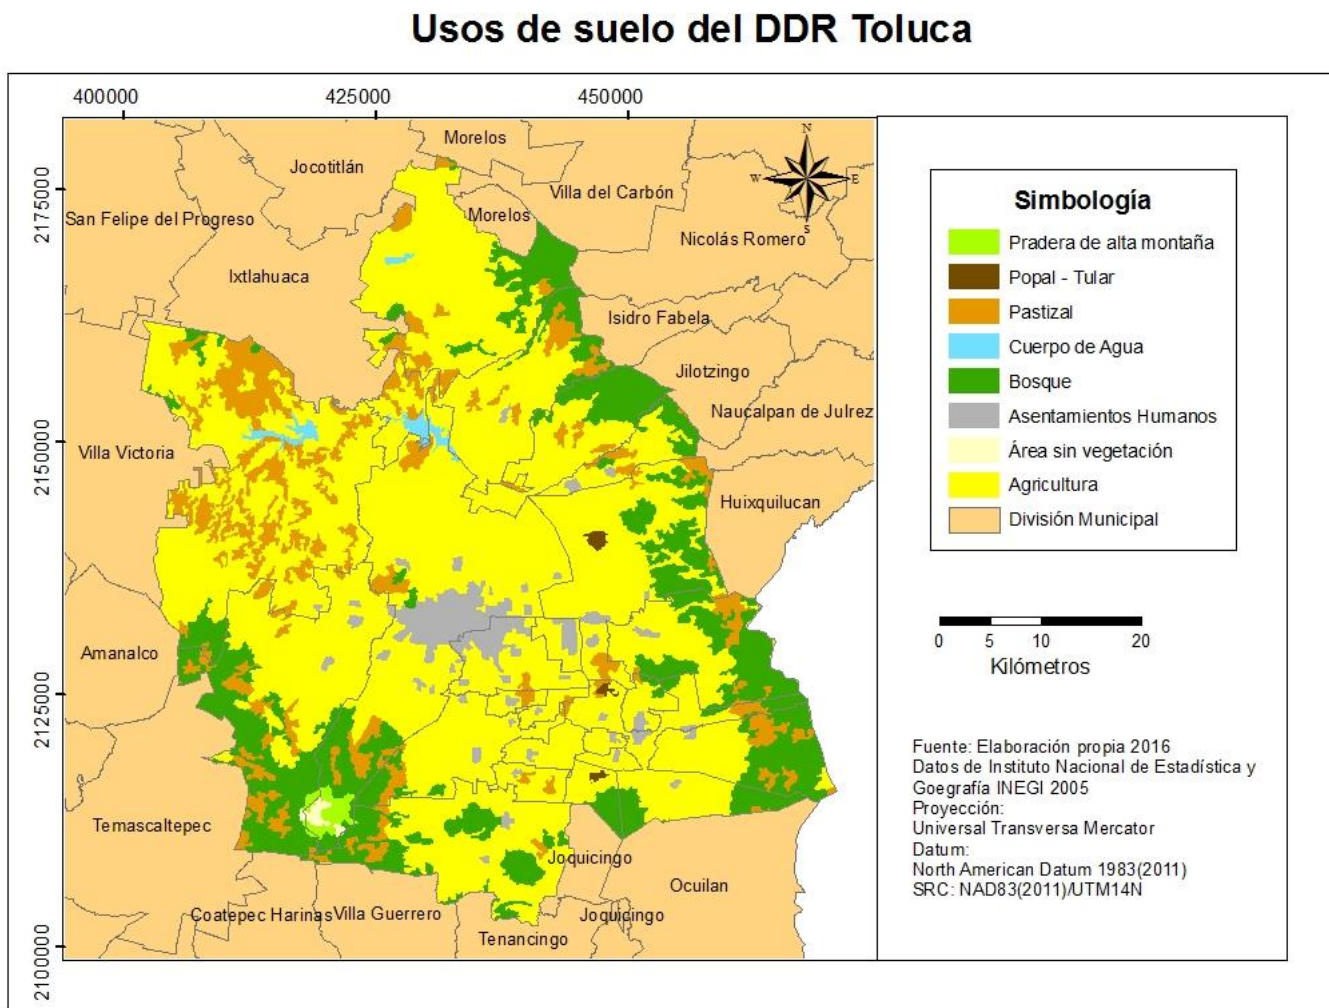 Usos de suelo del DDR Toluca
400000
425000
450000
2175000
2150000
2125000
2100000
Morelos
Jocotitlán
Villa del Carbón
San Felipe del Progreso
Morelos
Nicolás Romero
Ixtlahuaca
Isidro Fabela
Jilotzingo
Naucalpan de Julrez
Villa Victoria
Huixquilucan
Amanalco
Temascaltepec
Joquicingo
Ocuilan
Coatepec Harinas
Villa Guerrero
Joquicingo
Tenancingo
N
W
E
S
Simbología
Pradera de alta montaña
Popal - Tular
Pastizal
Cuerpo de Agua
Bosque
Asentamientos Humanos
Área sin vegetación
Agricultura
División Municipal
0 5 10 20
Kilómetros
Fuente: Elaboración propia 2016
Datos de Instituto Nacional de Estadística y
Goegrafía INEGI 2005
Proyección:
Universal Transversa Mercator
Datum:
North American Datum 1983(2011)
SRC: NAD83(2011)/UTM14N